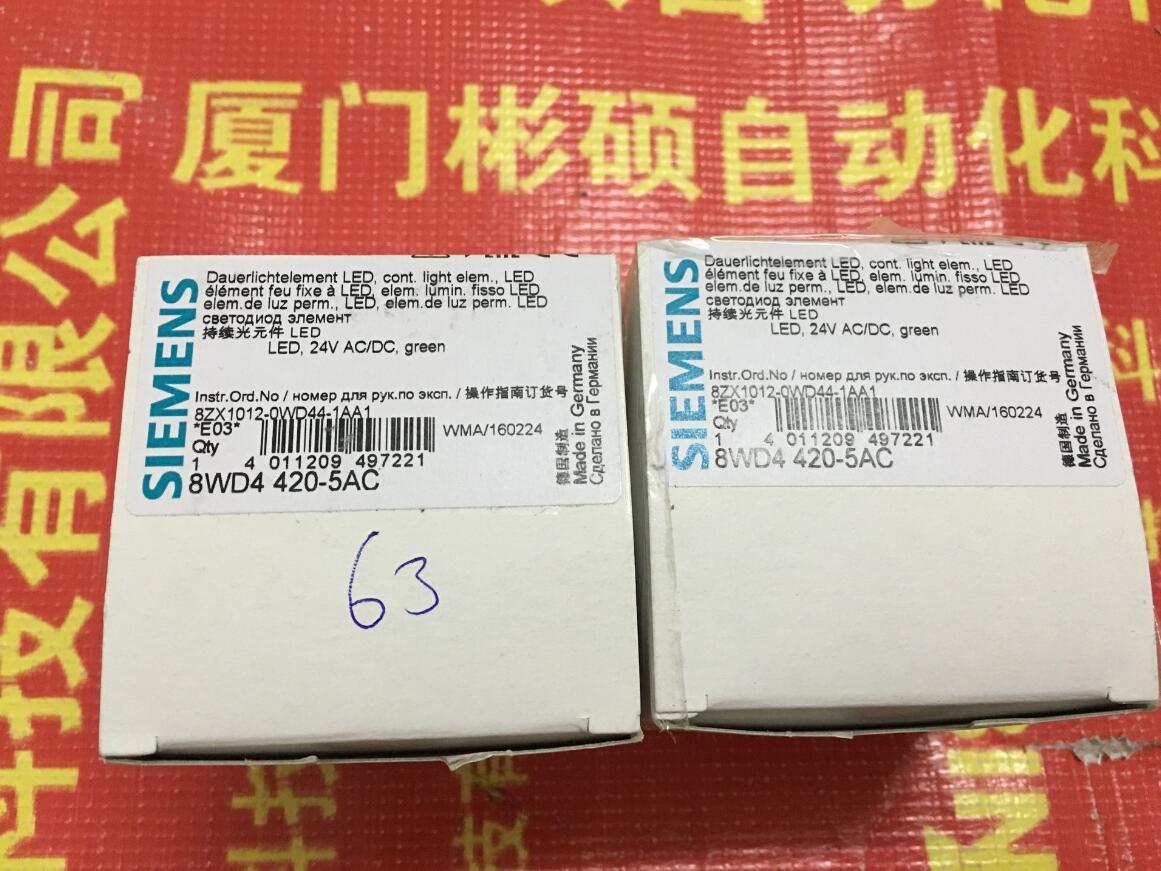 厦门彬硕自动化科
司
公
限
有
技
科
SIEMENS
Dauerlichtelement LED, cont. light elem., LED
élément feu fixe à LED, elem. lumin. fisso LED
elem.de luz perm., LED, elem.de luz perm. LED
светодиод элемент
持续光元件 LED
LED, 24V AC/DC, green
Instr.Ord.No / номер для рук.по эксп. / 操作指南订货号
8ZX1012-0WD44-1AA1
*E03*
Qty
1
4 011209 497221
WMA/160224
8WD4 420-5AC
德国制造
Made in Germany
Сделано в Германии
63
SIEMENS
Dauerlichtelement LED, cont. light elem., LED
élément feu fixe à LED, elem. lumin. fisso LED
elem.de luz perm., LED, elem.de luz perm. LED
светодиод элемент
持续光元件 LED
LED, 24V AC/DC, green
Instr.Ord.No / номер для рук.по эксп. / 操作指南订货号
8ZX1012-0WD44-1AA1
*E03*
Qty
1
4 011209 497221
WMA/160224
8WD4 420-5AC
德国制造
Made in Germany
Сделано в Германии